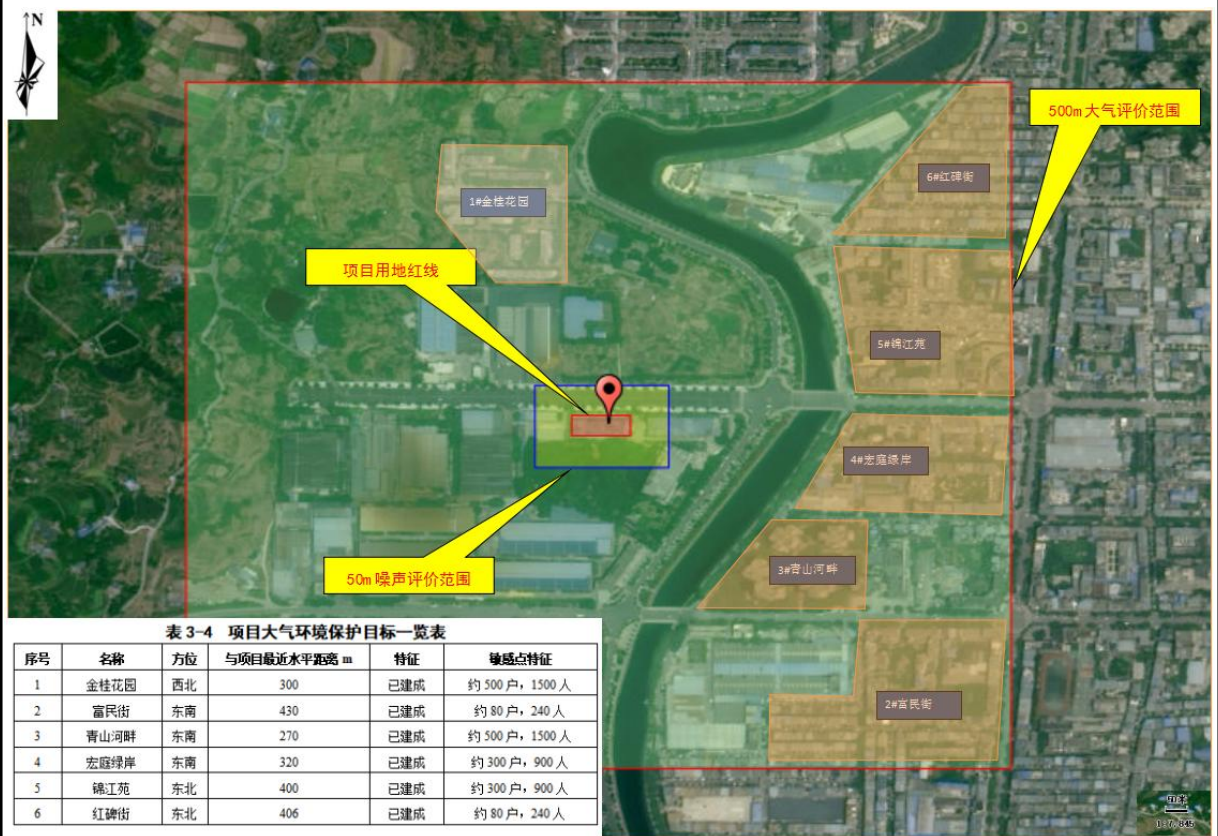 N
500m大气评价范围
6#红碑街
1#金桂花园
项目用地红线
5#锦江苑
4#宏庭绿岸
50m噪声评价范围
3#青山河畔
2#富民街
表 3-4 项目大气环境保护目标一览表
序号 名称 方位 与项目最近水平距离 m 特征 敏感点特征
1 金桂花园 西北 300 已建成 约 500 户，1500 人
2 富民街 东南 430 已建成 约 80 户，240 人
3 青山河畔 东南 270 已建成 约 500 户，1500 人
4 宏庭绿岸 东南 320 已建成 约 300 户，900 人
5 锦江苑 东北 400 已建成 约 300 户，900 人
6 红碑街 东北 406 已建成 约 80 户，240 人